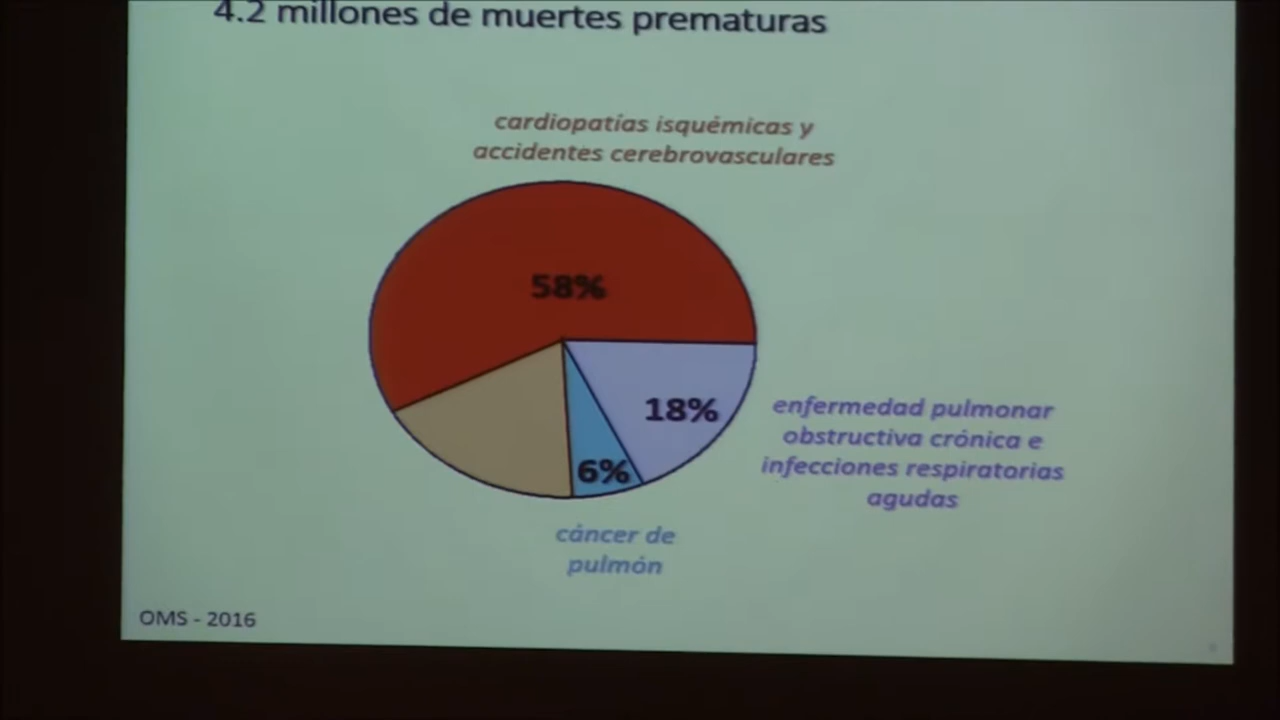 4.2 millones de muertes prematuras
cardiopatías isquémicas y
accidentes cerebrovasculares
58%
18%
6%
enfermedad pulmonar
obstructiva crónica e
infecciones respiratorias
agudas
cáncer de
pulmón
OMS - 2016